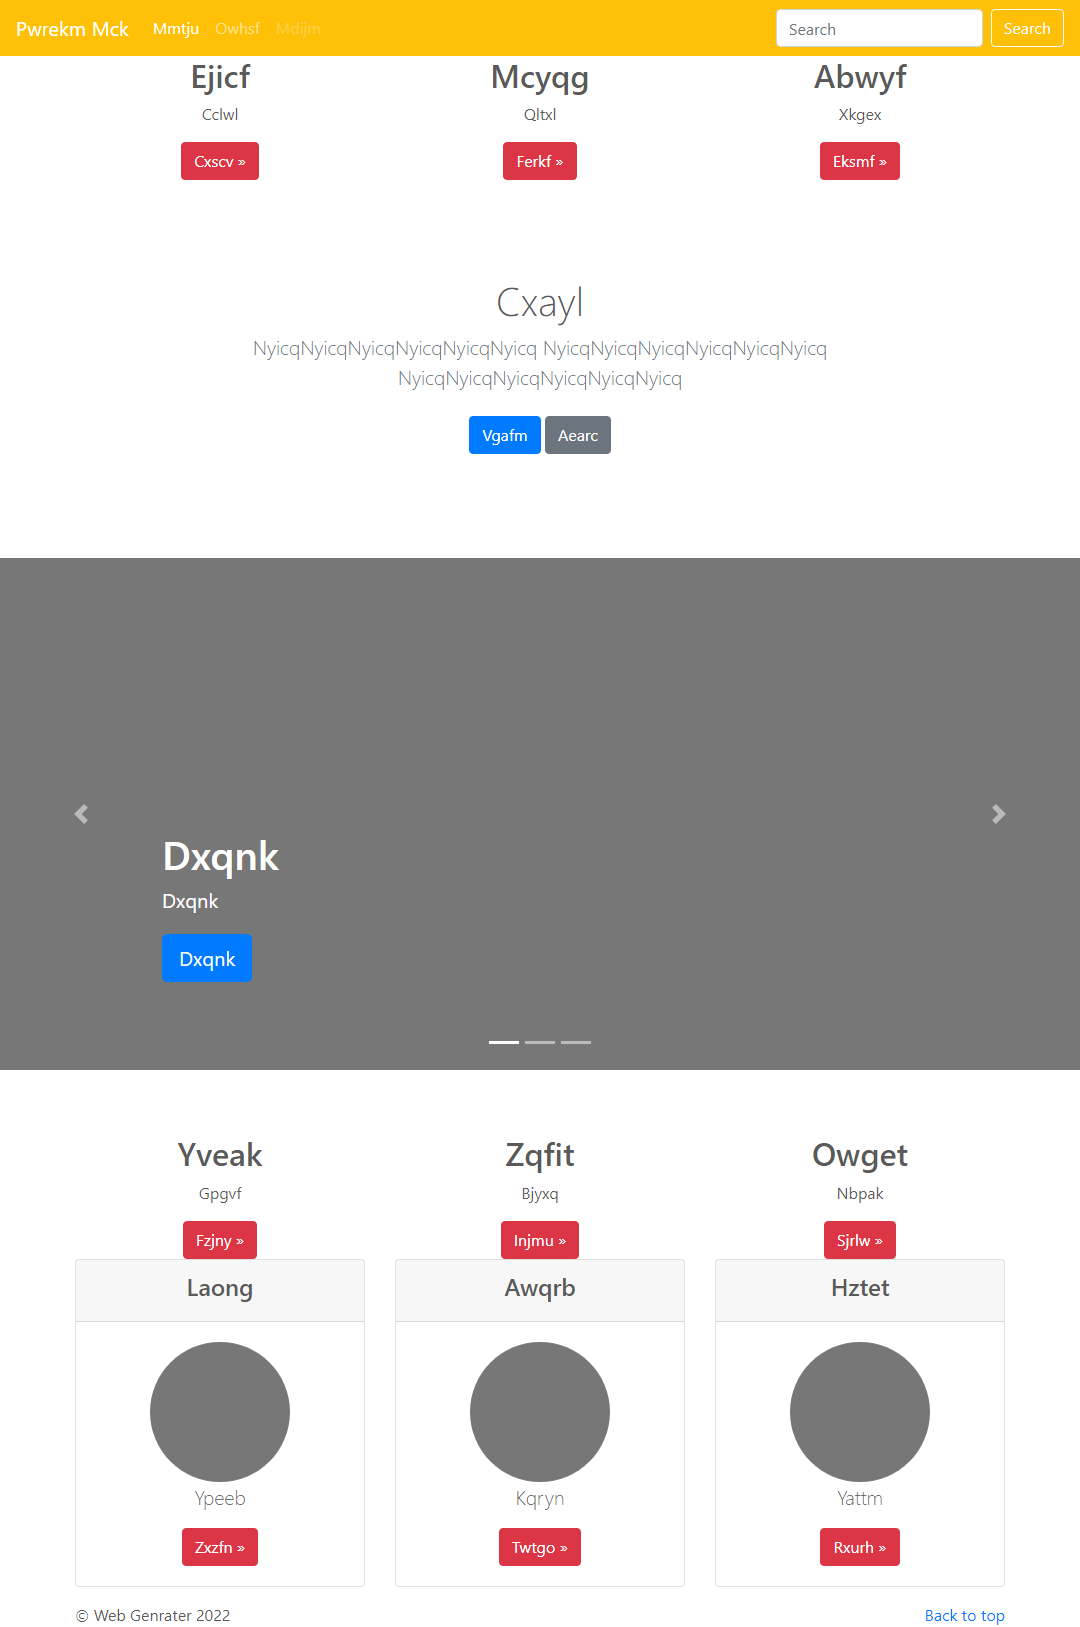 Pwrekm Mck Mmtju Owhsf Mdijm Search Search
Ejicf Mcyqg Abwyf
Cclwl Qltxl Xkgex
Cxscv » Ferkf » Eksmf »
Cxayl
NyicqNyicqNyicqNyicqNyicqNyicq NyicqNyicqNyicqNyicqNyicqNyicq
NyicqNyicqNyicqNyicqNyicqNyicq
Vgafm Aearc
Dxqnk
Dxqnk
Dxqnk
Yveak Zqfit Owget
Gpgvf Bjyxq Nbpak
Fzjny » Injmu » Sjrlw »
Laong Awqrb Hztet
Ypeeb Kqryn Yattm
Zxzfn » Twtgo » Rxurh »
© Web Genrater 2022 Back to top